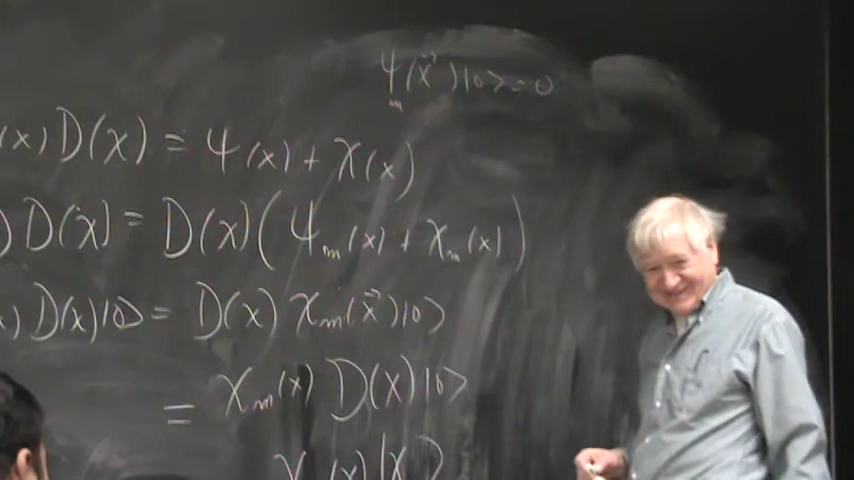 ψ_m(x⃗)|0>=0
(x) D(χ) = ψ(x) + χ(x)
) D(χ) = D(χ)(ψ_m(x) + χ_m(x))
) D(χ)|0> = D(χ) χ_m(x⃗)|0>
= χ_m(x) D(χ)|0>
χ (x)|χ>